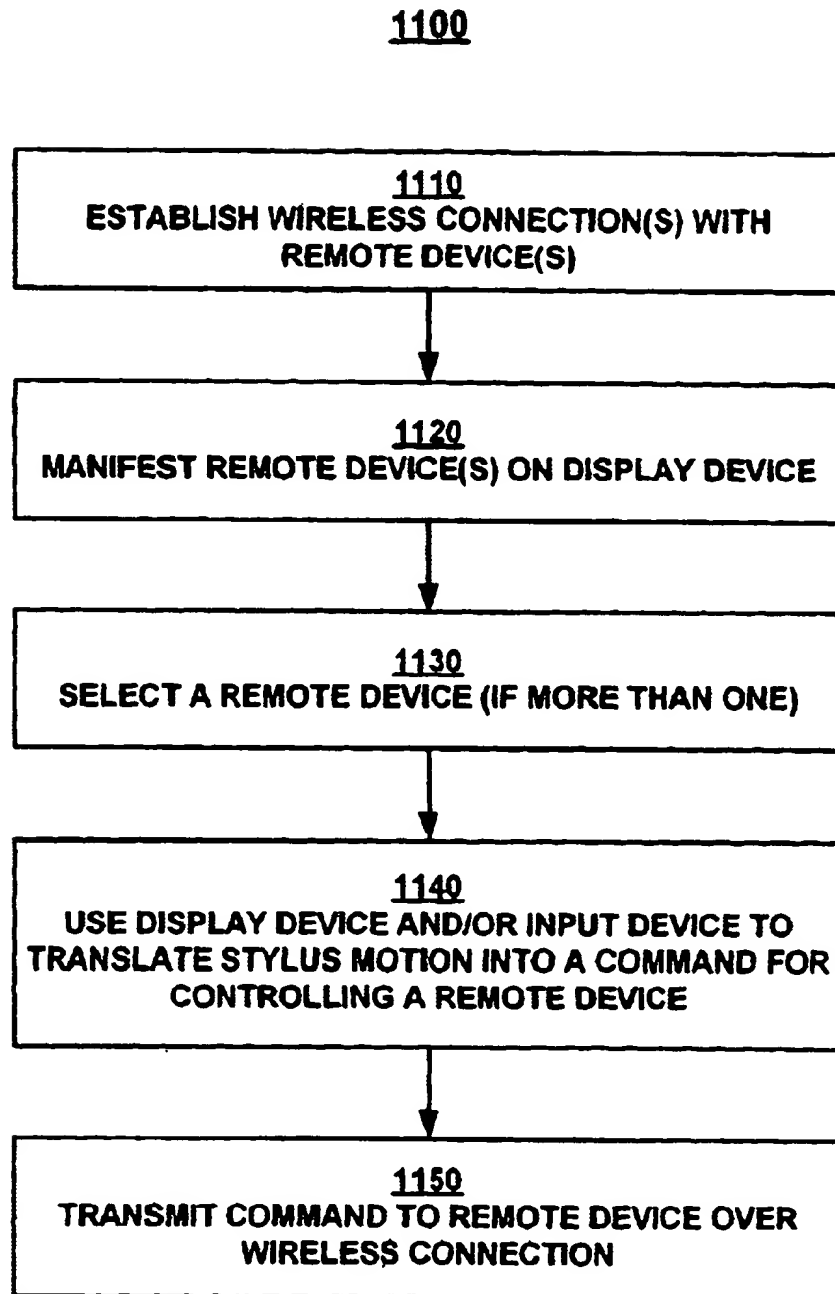 1100
1110
ESTABLISH WIRELESS CONNECTION(S) WITH
REMOTE DEVICE(S)
1120
MANIFEST REMOTE DEVICE(S) ON DISPLAY DEVICE
1130
SELECT A REMOTE DEVICE (IF MORE THAN ONE)
1140
USE DISPLAY DEVICE AND/OR INPUT DEVICE TO
TRANSLATE STYLUS MOTION INTO A COMMAND FOR
CONTROLLING A REMOTE DEVICE
1150
TRANSMIT COMMAND TO REMOTE DEVICE OVER
WIRELESS CONNECTION